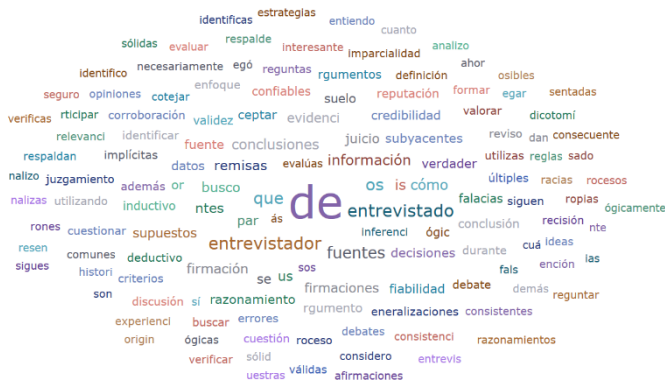 estrategias
identificas entiendo cuanto
sólidas evaluar respalde interesante imparcialidad analizo
identifico necesariamente egó reguntas rgumentos definición ahor osibles
seguro opiniones cotejar enfoque confiables suelo reputación formar egar sentadas
verificas rticipar corroboración validez ceptar evidenci credibilidad valorar dicotomí
relevanci identificar fuente conclusiones juicio subyacentes reviso dan consecuente
respaldan implícitas datos remisas evalúas información verdader utilizas reglas sado
nalizo juzgamiento además or busco que de os is cómo últiples racias rocesos
nalizas utilizando inductivo ntes par ás entrevistado falacias siguen ropias ógicamente
rones cuestionar supuestos entrevistador inferenci ógic conclusión recisión nte
resen comunes deductivo firmación fuentes decisiones durante cuá ideas
sigues histori criterios se us sos firmaciones fiabilidad debate fals ención ias
son discusión sí razonamiento rgumento eneralizaciones consistentes demás reguntar
experienci buscar errores debates consistenci razonamientos
origin ógicas cuestión roceso considero entrevis
verificar sólid válidas afirmaciones
uestras